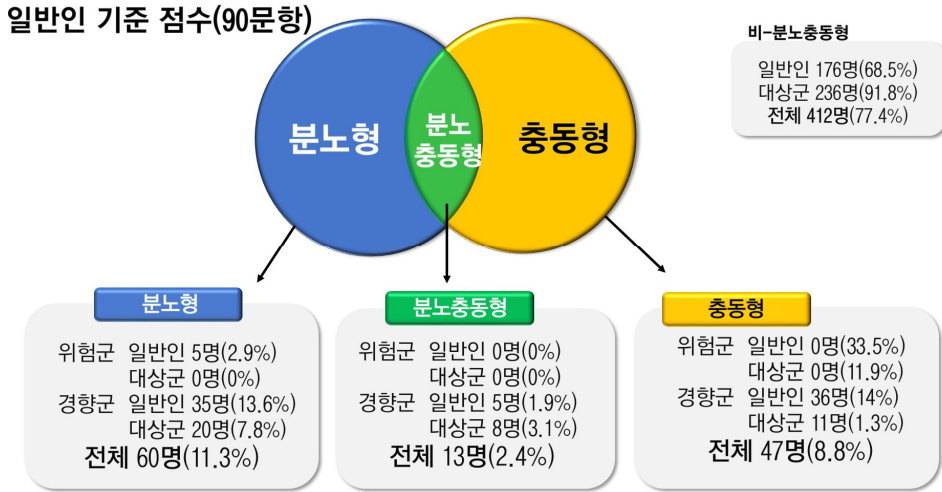 일반인 기준 점수(90문항)
비-분노충동형
일반인 176명(68.5%)
대상군 236명(91.8%)
전체 412명(77.4%)
분노형
분노
충동형
충동형
분노형
위험군 일반인 5명(2.9%)
대상군 0명(0%)
경향군 일반인 35명(13.6%)
대상군 20명(7.8%)
전체 60명(11.3%)
분노충동형
위험군 일반인 0명(0%)
대상군 0명(0%)
경향군 일반인 5명(1.9%)
대상군 8명(3.1%)
전체 13명(2.4%)
충동형
위험군 일반인 0명(33.5%)
대상군 0명(11.9%)
경향군 일반인 36명(14%)
대상군 11명(1.3%)
전체 47명(8.8%)